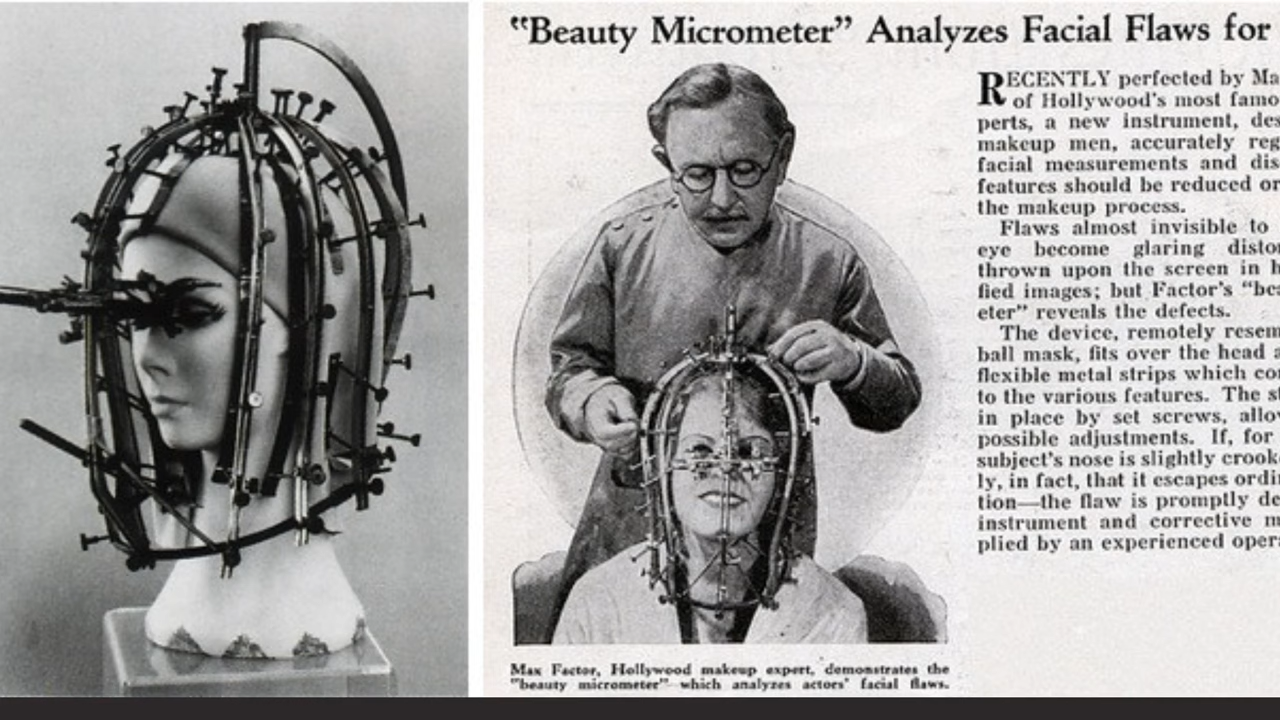 "Beauty Micrometer" Analyzes Facial Flaws for
RECENTLY perfected by Ma
of Hollywood's most famo
perts, a new instrument, des
makeup men, accurately reg
facial measurements and dis
features should be reduced or
the makeup process.
Flaws almost invisible to
eye become glaring distor
thrown upon the screen in h
fied images; but Factor's "bea
eter" reveals the defects.
The device, remotely resem
ball mask, fits over the head a
flexible metal strips which con
to the various features. The s
in place by set screws, allow
possible adjustments. If, for
subject's nose is slightly crooke
ly, in fact, that it escapes ordin
tion—the flaw is promptly de
instrument and corrective m
plied by an experienced opera
Max Factor, Hollywood makeup expert, demonstrates the
"beauty micrometer" which analyzes actors' facial flaws.